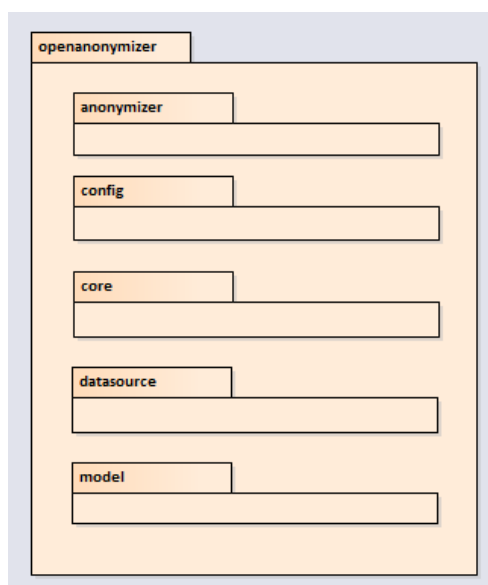 openanonymizer
anonymizer
config
core
datasource
model